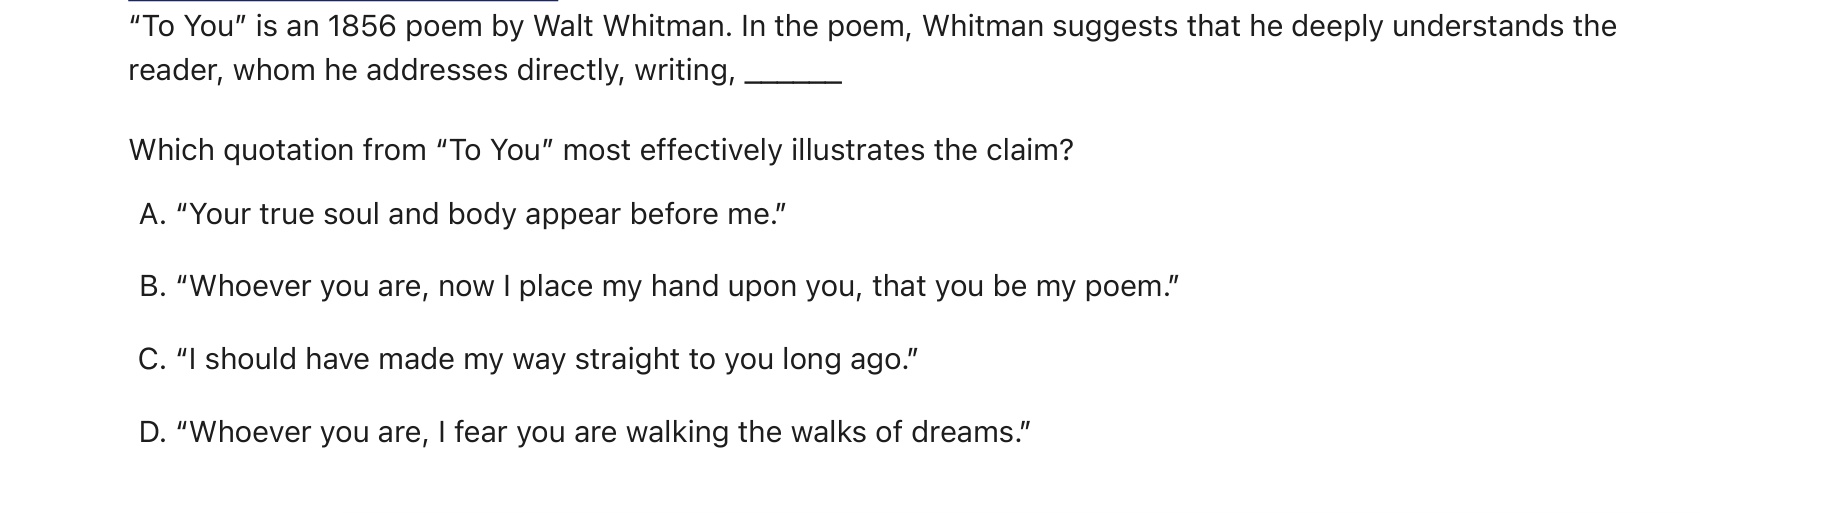 “To You” is an 1856 poem by Walt Whitman. In the poem, Whitman suggests that he deeply understands the
reader, whom he addresses directly, writing, ______
Which quotation from “To You” most effectively illustrates the claim?
A. “Your true soul and body appear before me.”
B. “Whoever you are, now I place my hand upon you, that you be my poem.”
C. “I should have made my way straight to you long ago.”
D. “Whoever you are, I fear you are walking the walks of dreams.”